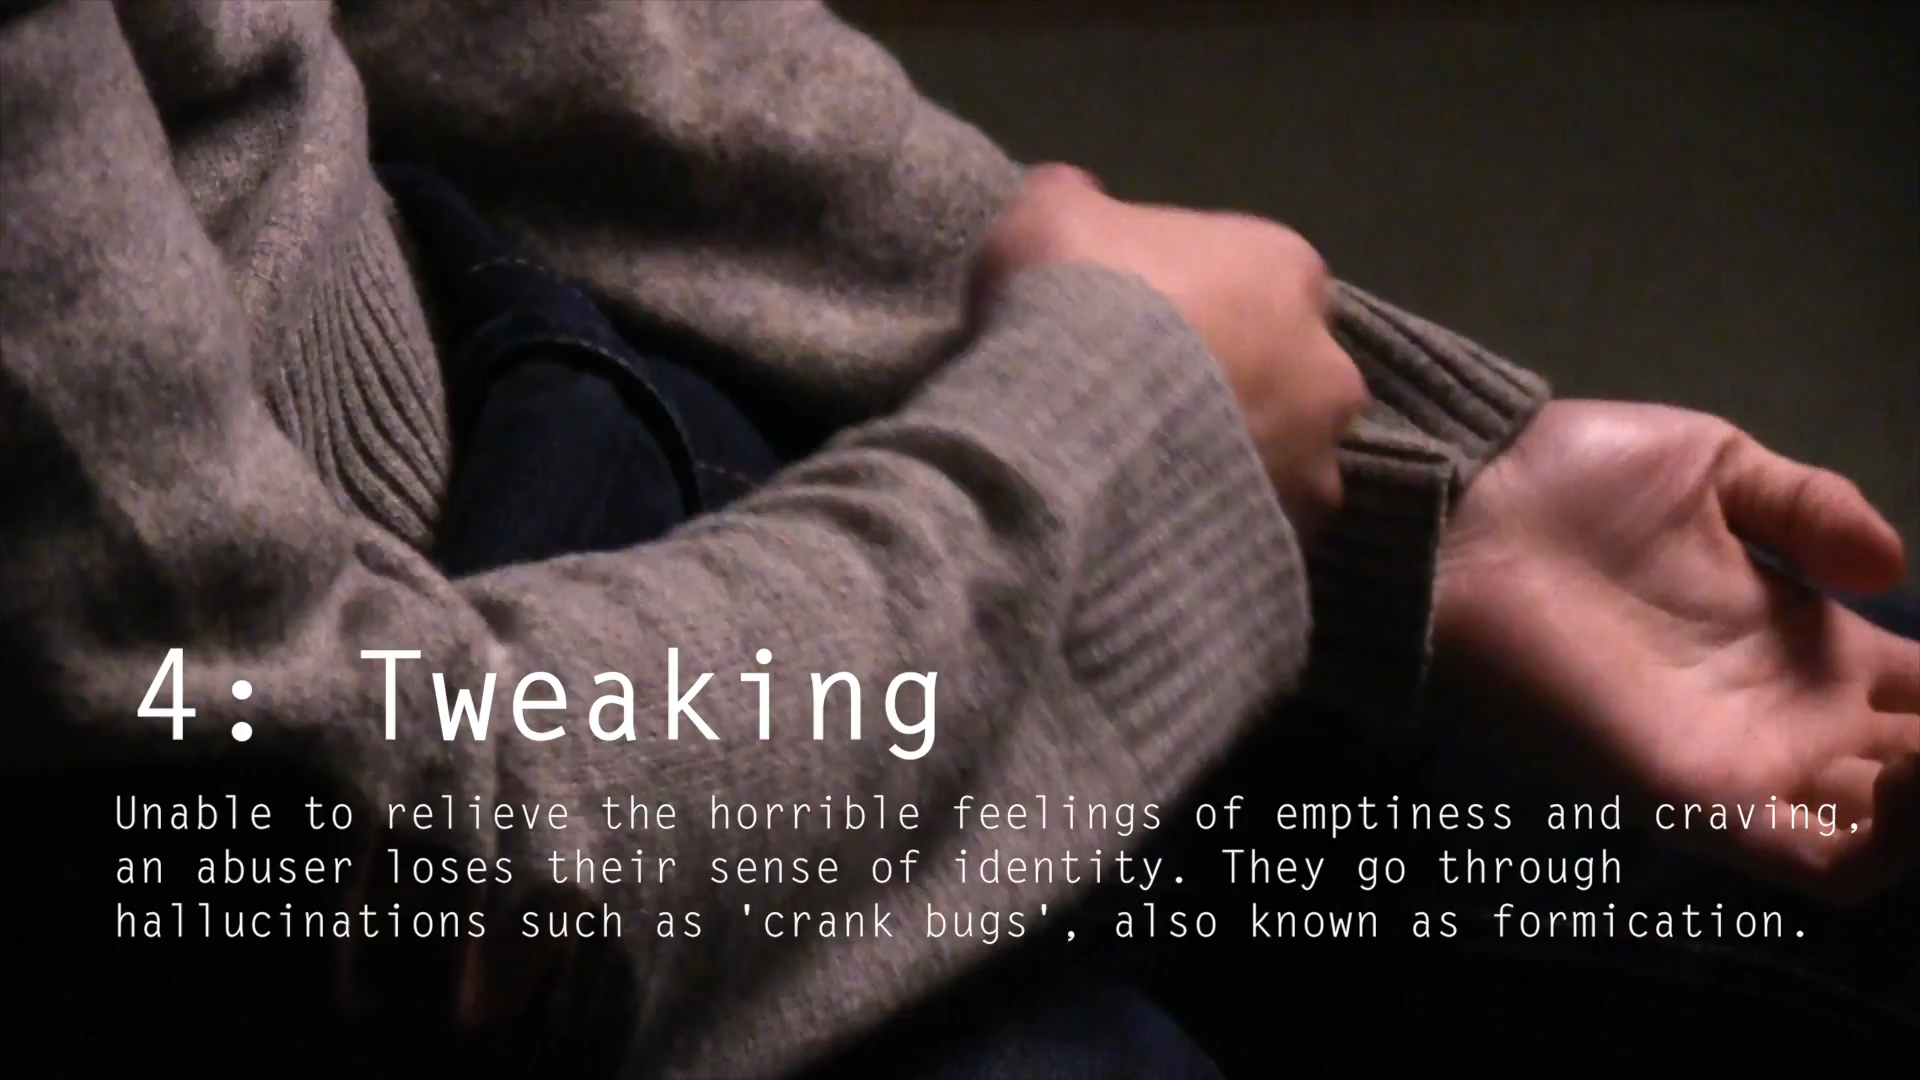 4: Tweaking
Unable to relieve the horrible feelings of emptiness and craving,
an abuser loses their sense of identity. They go through
hallucinations such as 'crank bugs', also known as formication.